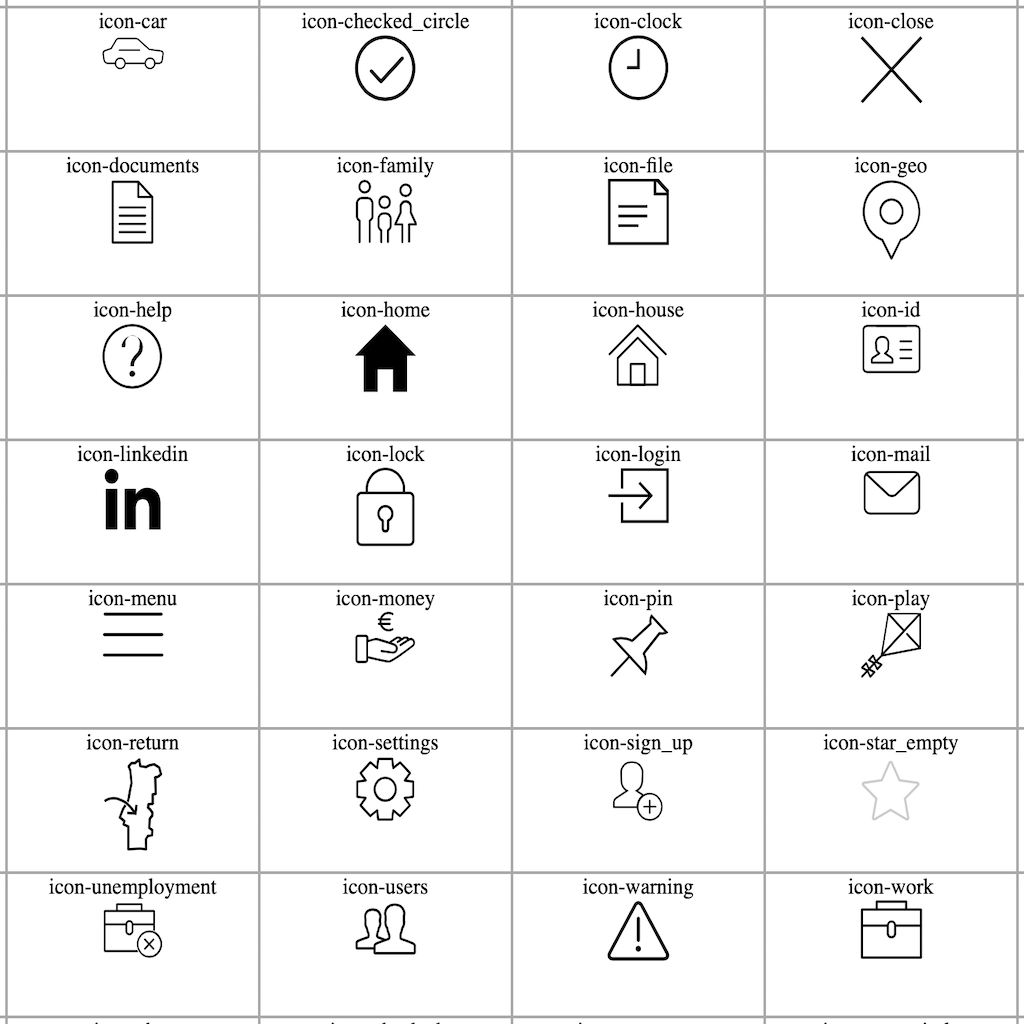 icon-car icon-checked_circle icon-clock icon-close
icon-documents icon-family icon-file icon-geo
icon-help icon-home icon-house icon-id
icon-linkedin icon-lock icon-login icon-mail
in
icon-menu icon-money icon-pin icon-play
€
icon-return icon-settings icon-sign_up icon-star_empty
icon-unemployment icon-users icon-warning icon-work